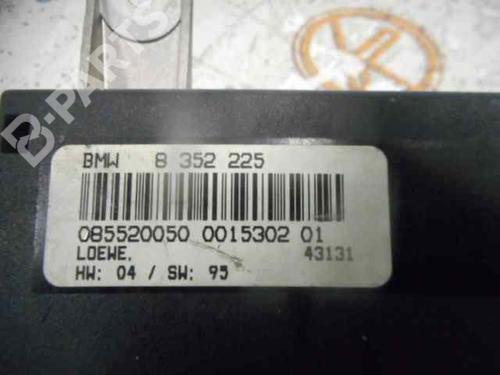 B-PARTS
BMW 8 352 225
085520050 0015302 01
LOEWE. 43131
HW: 04 / SW: 95